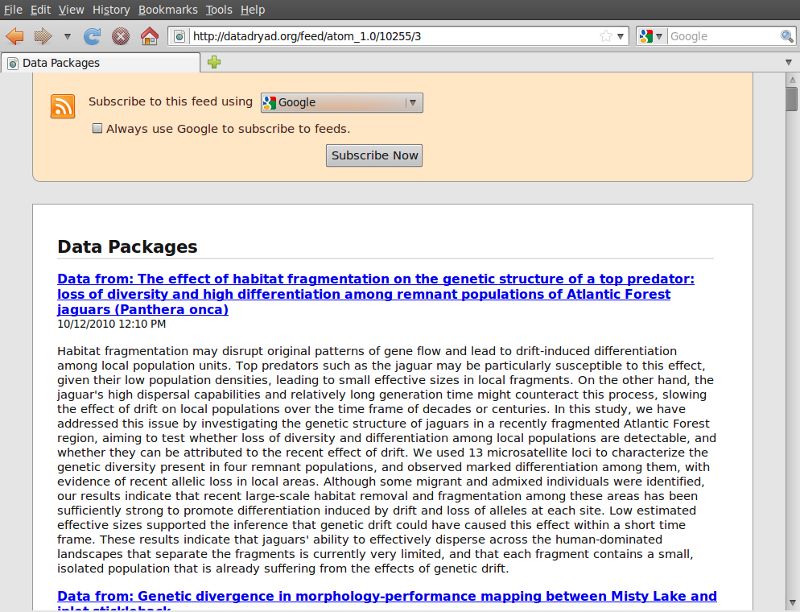 File Edit View History Bookmarks Tools Help
http://datadryad.org/feed/atom_1.0/10255/3
Google
Data Packages
Subscribe to this feed using Google
Always use Google to subscribe to feeds.
Subscribe Now
Data Packages
Data from: The effect of habitat fragmentation on the genetic structure of a top predator:
loss of diversity and high differentiation among remnant populations of Atlantic Forest
jaguars (Panthera onca)
10/12/2010 12:10 PM
Habitat fragmentation may disrupt original patterns of gene flow and lead to drift-induced differentiation
among local population units. Top predators such as the jaguar may be particularly susceptible to this effect,
given their low population densities, leading to small effective sizes in local fragments. On the other hand, the
jaguar's high dispersal capabilities and relatively long generation time might counteract this process, slowing
the effect of drift on local populations over the time frame of decades or centuries. In this study, we have
addressed this issue by investigating the genetic structure of jaguars in a recently fragmented Atlantic Forest
region, aiming to test whether loss of diversity and differentiation among local populations are detectable, and
whether they can be attributed to the recent effect of drift. We used 13 microsatellite loci to characterize the
genetic diversity present in four remnant populations, and observed marked differentiation among them, with
evidence of recent allelic loss in local areas. Although some migrant and admixed individuals were identified,
our results indicate that recent large-scale habitat removal and fragmentation among these areas has been
sufficiently strong to promote differentiation induced by drift and loss of alleles at each site. Low estimated
effective sizes supported the inference that genetic drift could have caused this effect within a short time
frame. These results indicate that jaguars' ability to effectively disperse across the human-dominated
landscapes that separate the fragments is currently very limited, and that each fragment contains a small,
isolated population that is already suffering from the effects of genetic drift.
Data from: Genetic divergence in morphology-performance mapping between Misty Lake and
inlet stickleback